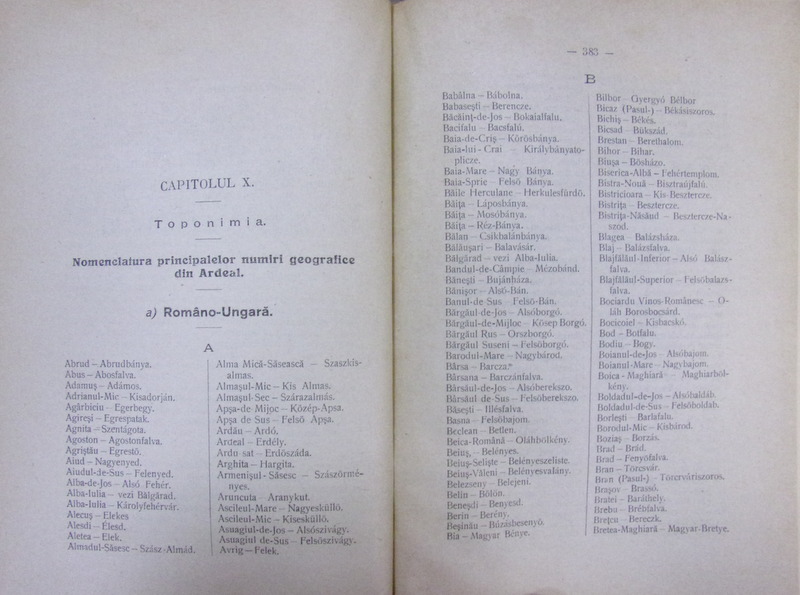 CAPITOLUL X.
Toponimia.
Nomenclatura principalelor numiri geografice
din Ardeal.
a) Româno-Ungară.
A
Abrud – Abrudbánya.
Abus – Abosfalva.
Adamuş – Adámos.
Adrianul-Mic – Kisadorján.
Agârbiciu – Egerbegy.
Agireşi – Egrespatak.
Agnita – Szentágota.
Agoston – Agostonfalva.
Agriştău – Egrestő.
Aiud – Nagyenyed.
Aiudul-de-Sus – Felenyed.
Alba-de-Jos – Alsó Fehér.
Alba-Iulia – vezi Bălgărad.
Alba-Iulia – Károlyfehérvár.
Alecuş – Elekes
Alesdi – Élesd.
Aletea – Elek.
Almadul-Săsesc – Szász-Almád.
Alma Mică-Săsească – Szaszkis-
almas.
Almaşul-Mic – Kis Almas.
Almaşul-Sec – Szárazalmás.
Apşa-de Mijoc – Közép-Apsa.
Apşa de Sus – Felső Apşa.
Ardău – Ardó.
Ardeal – Erdély.
Ardu sat – Erdőszáda.
Arghita – Hargita.
Armenişul - Săsesc – Szászörmé-
nyes.
Aruncuta – Aranykut.
Ascileul-Mare – Nagyesküllő.
Ascileul-Mic – Kisesküllő.
Asuagiul-de-Jos – Alsószivágy.
Asuagiul de-Sus – Felsőszivágy.
Avrig – Felek.
— 383 —
B
Babâlna – Bábolna.
Babaseşti – Berencze.
Băcăinţ-de-Jos – Bokaialfalu.
Bacifalu – Bacsfalú.
Baia-de-Criş – Kőrösbánya.
Baia-lui - Crai – Királybányato-
plicze.
Baia-Mare – Nagy Bánya.
Baia-Sprie – Felső Bánya.
Băile Herculane – Herkulesfürdő.
Băiţa – Láposbánya.
Băiţa – Mosóbánya.
Băiţa – Réz-Bánya.
Bălan – Csikbalánbánya.
Bălăuşari – Balavásár.
Bălgărad – vezi Alba-Iulia.
Bandul-de-Câmpie – Mézobánd.
Băneşti – Bujánháza.
Bănişor – Alsó-Bán.
Banul-de Sus – Felső-Bán.
Bârgăul-de-Jos – Alsóborgó.
Bârgăul-de-Mijloc – Kösep Borgó.
Bârgăul Rus – Orszborgó.
Bârgăul Suseni – Felsőborgó.
Barodul-Mare – Nagybárod.
Bârsa – Barcza.
Bârsana – Barczánfalva.
Bârsăul-de-Jos – Alsóberekszo.
Bârsăul de-Sus – Felsőberekszo.
Băseşti – Illésfalva.
Başna – Felsőbajom.
Beclean – Betlen.
Beica-Română – Oláhbölkény.
Beiuş, – Belényes.
Beiuş-Selişte – Belényeszeliste.
Beiuş-Văleni – Belényesvalány.
Belezseny – Belejeni.
Belin – Bölön.
Beneşdi – Benyesd.
Berin – Berény.
Beşinău – Búzásbesenyő.
Bia – Magyar Bénye.
Bilbor – Gyergyó Bélbor
Bicaz (Pasul-) – Békásiszoros.
Bichiş – Békés.
Bicsad – Bükszád.
Brestan – Berethalom.
Bihor – Bihar.
Biuşa – Bösházo.
Biserica-Albă – Fehértemplom.
Bistra-Nouă – Bisztraújfalú.
Bistricioara – Kis-Besztercze.
Bistriţa – Besztercze.
Bistriţa-Năsăud – Besztercze-Na-
szód.
Blagea – Balázsháza.
Blaj – Balázsfalva.
Blajfălăul-Inferior – Alsó Balász-
falva.
Blajfălăul-Superior – Felsőbalazs-
falva.
Bociardu Vinos-Românesc – O-
láh Borosbocsárd.
Bocicoiel – Kisbacskó.
Bod – Botfalu.
Bodiu – Bogy.
Boianul-de-Jos – Alsóbajom.
Boianul-Mare – Nagybajom.
Boica - Maghiară – Maghiarböl-
kény.
Boldadul-de-Jos – Alsóbaldáb.
Boldadul-de-Sus – Felsőboldab.
Borleşti – Barlafalu.
Borodul-Mic – Kisbárod.
Boziaş – Borzás.
Brad – Brád.
Brad – Fenyőfalva.
Bran – Törcsvár.
Bran (Pasul-) – Törcrváriszoros.
Braşov – Brassó.
Bratei – Baráthely.
Brebu – Brébfalva.
Breţcu – Bereczk.
Bretea-Maghiară – Magyar-Bretye.